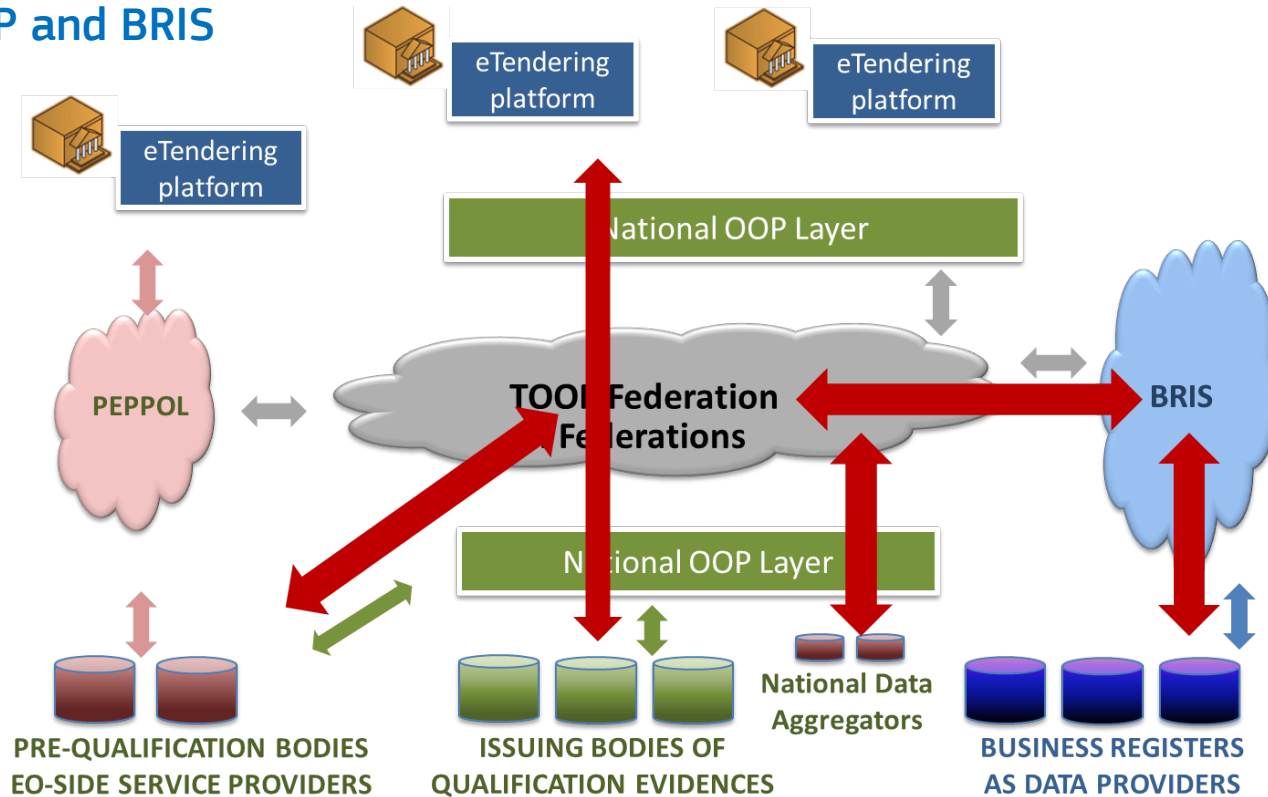 P and BRIS
eTendering
platform
eTendering
platform
eTendering
platform
National OOP Layer
PEPPOL
Federation
Federations
BRIS
National OOP Layer
National Data
Aggregators
PRE-QUALIFICATION BODIES
EO-SIDE SERVICE PROVIDERS
ISSUING BODIES OF
QUALIFICATION EVIDENCES
BUSINESS REGISTERS
AS DATA PROVIDERS